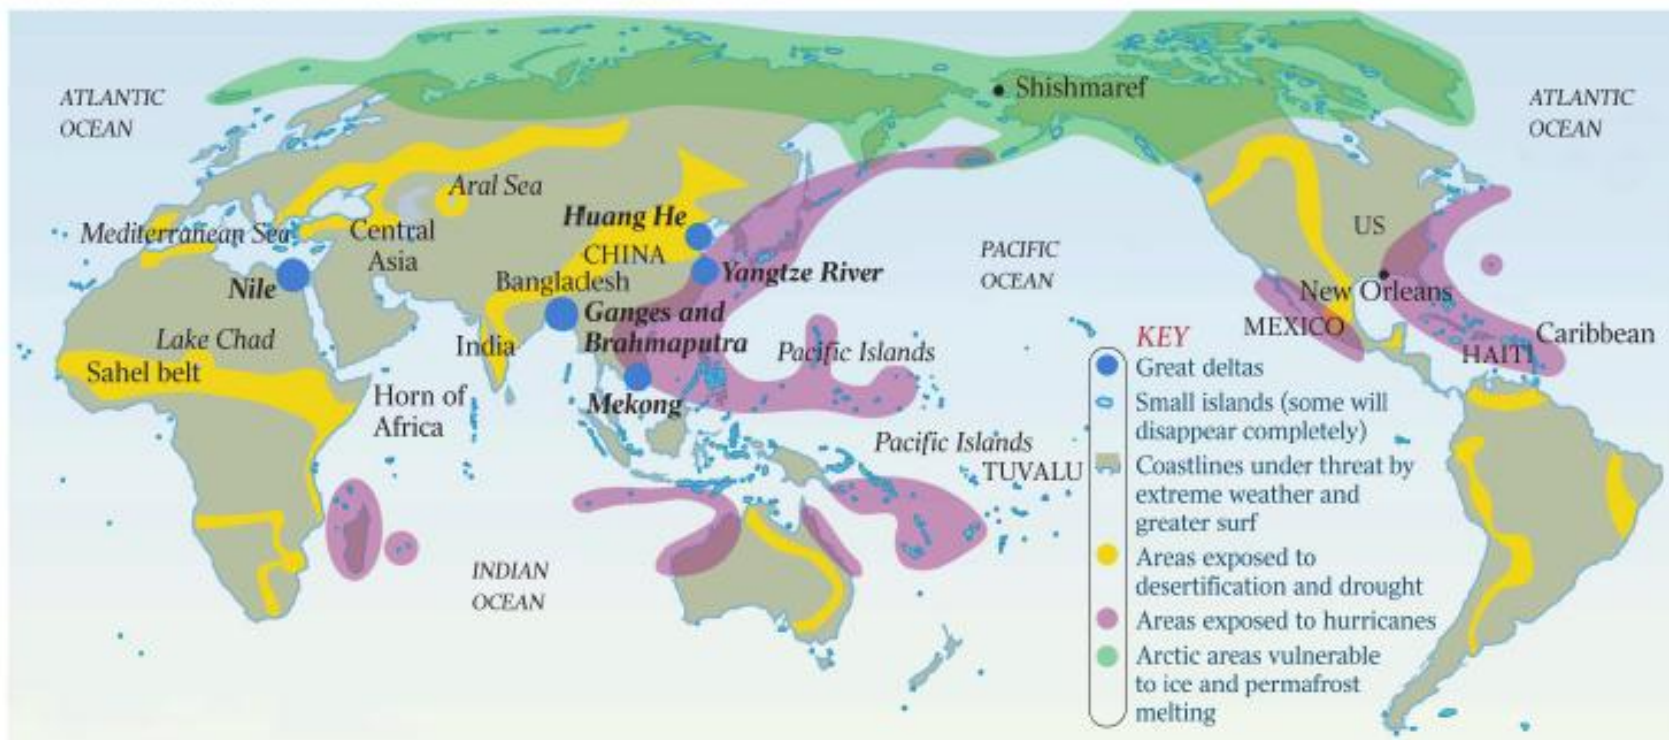 ATLANTIC
OCEAN
Shishmaref
ATLANTIC
OCEAN
Aral Sea
Mediterranean Sea
Central
Asia
Huang He
CHINA
Bangladesh
Nile
Yangtze River
PACIFIC
OCEAN
US
New Orleans
Ganges and
Brahmaputra
India
Lake Chad
Sahel belt
Horn of
Africa
Mekong
Pacific Islands
Pacific Islands
TUVALU
MEXICO
HAITI
Caribbean
INDIAN
OCEAN
KEY
Great deltas
Small islands (some will
disappear completely)
Coastlines under threat by
extreme weather and
greater surf
Areas exposed to
desertification and drought
Areas exposed to hurricanes
Arctic areas vulnerable
to ice and permafrost
melting